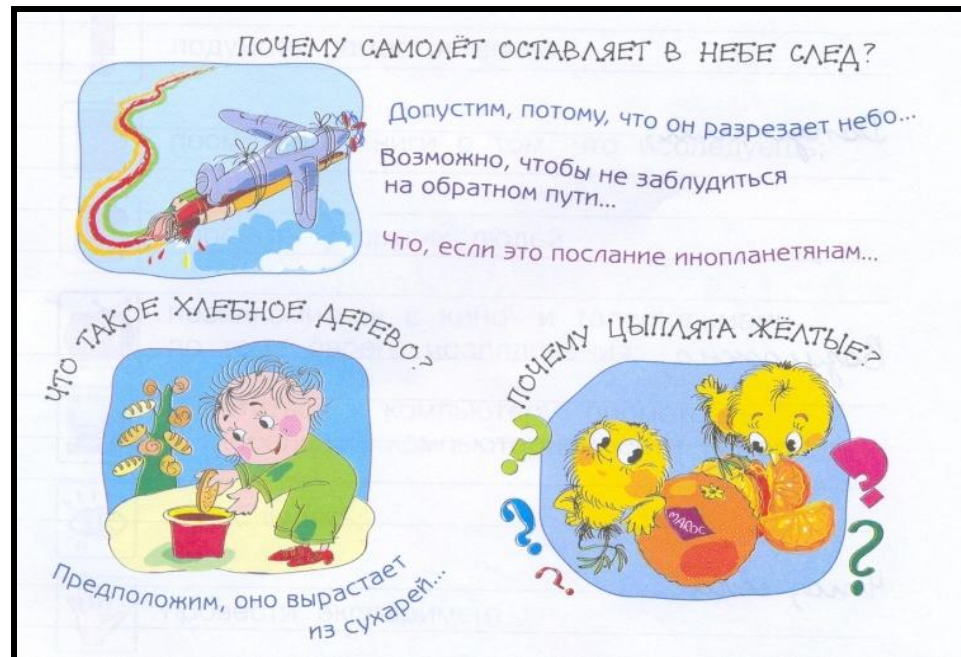 ПОЧЕМУ САМОЛЁТ ОСТАВЛЯЕТ В НЕБЕ СЛЕД?
Допустим, потому, что он разрезает небо...
Возможно, чтобы не заблудиться
на обратном пути...
Что, если это послание инопланетянам...
ЧТО ТАКОЕ ХЛЕБНОЕ ДЕРЕВО?
Предположим, оно вырастает
из сухарей...
ПОЧЕМУ ЦЫПЛЯТА ЖЁЛТЫЕ?
MAROC